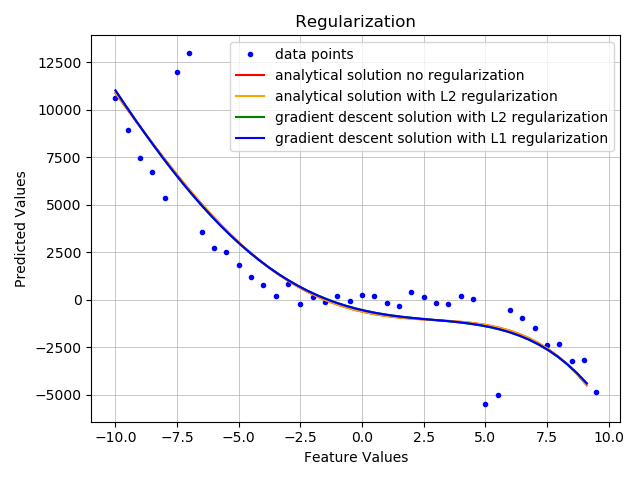 Regularization
data points
analytical solution no regularization
analytical solution with L2 regularization
gradient descent solution with L2 regularization
gradient descent solution with L1 regularization
12500
10000
7500
5000
2500
0
−2500
−5000
Predicted Values
−10.0 −7.5 −5.0 −2.5 0.0 2.5 5.0 7.5 10.0
Feature Values